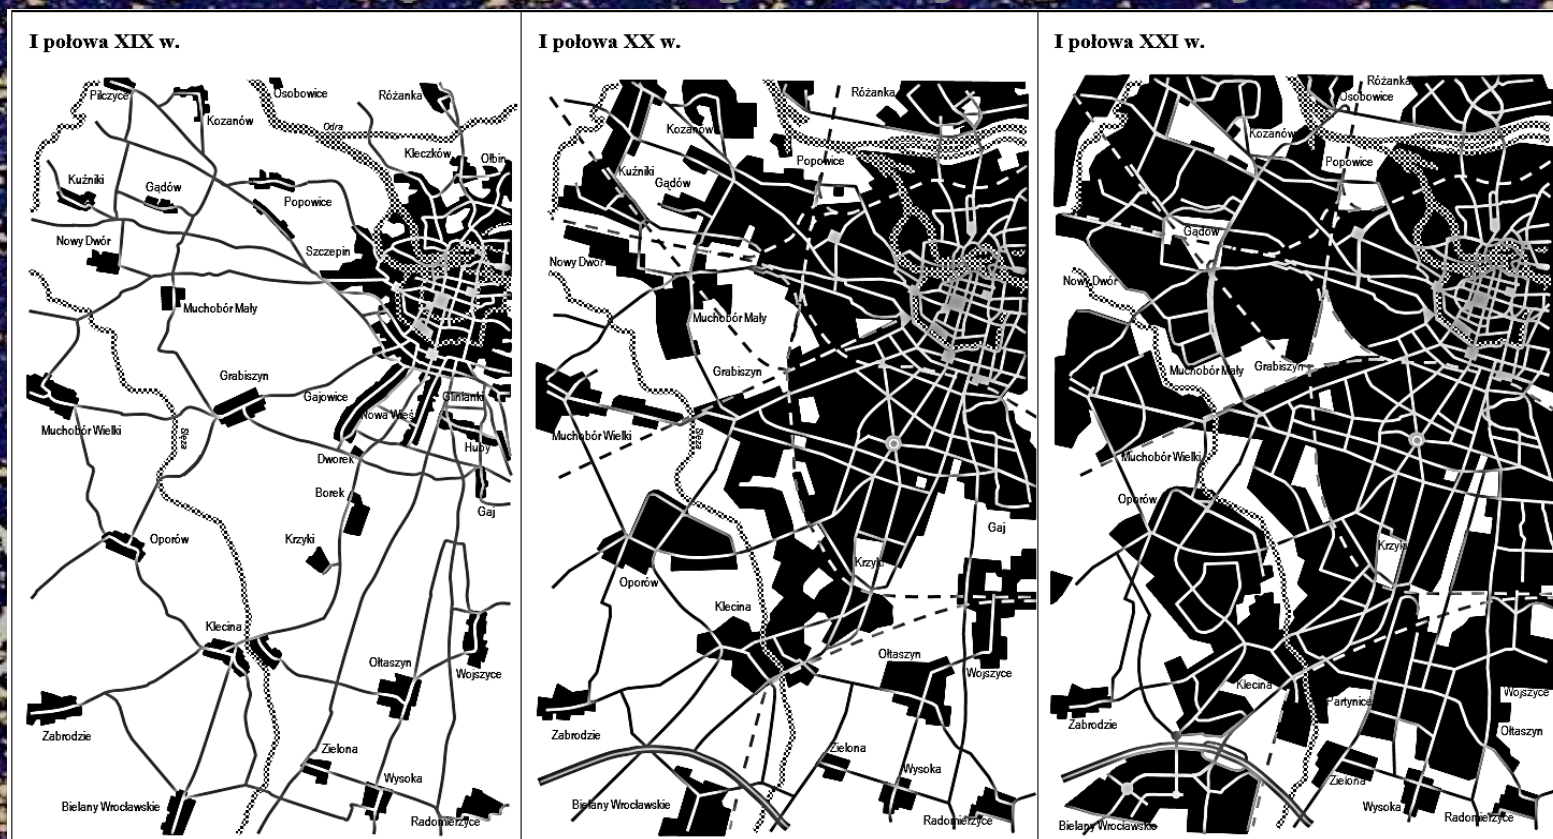 I połowa XIX w.
Pilczyce
Kozanów
Osobowice
Różanka
Odra
Kleczków
Ołbin
Kuźniki
Gądów
Popowice
Nowy Dwór
Szczepin
Muchobór Mały
Grabiszyn
Gajowice
Nowa Wieś
Glinianki
Muchobór Wielki
Ślęza
Huby
Dworek
Borek
Gaj
Oporów
Krzyki
Klecina
Ołtaszyn
Wojszyce
Zabrodzie
Zielona
Wysoka
Bielany Wrocławskie
Radomierzyce
I połowa XX w.
Różanka
Kozanów
Popowice
Kuźniki
Gądów
Nowy Dwór
Muchobór Mały
Grabiszyn
Muchobór Wielki
Ślęza
Gaj
Oporów
Krzyki
Klecina
Ołtaszyn
Wojszyce
Zabrodzie
Zielona
Wysoka
Bielany Wrocławskie
Radomierzyce
I połowa XXI w.
Różanka
Osobowice
Kozanów
Popowice
Gądów
Nowy Dwór
Muchobór Mały
Grabiszyn
Muchobór Wielki
Oporów
Krzyki
Klecina
Partynice
Wojszyce
Zabrodzie
Ołtaszyn
Zielona
Wysoka
Radomierzyce
Bielany Wrocławskie